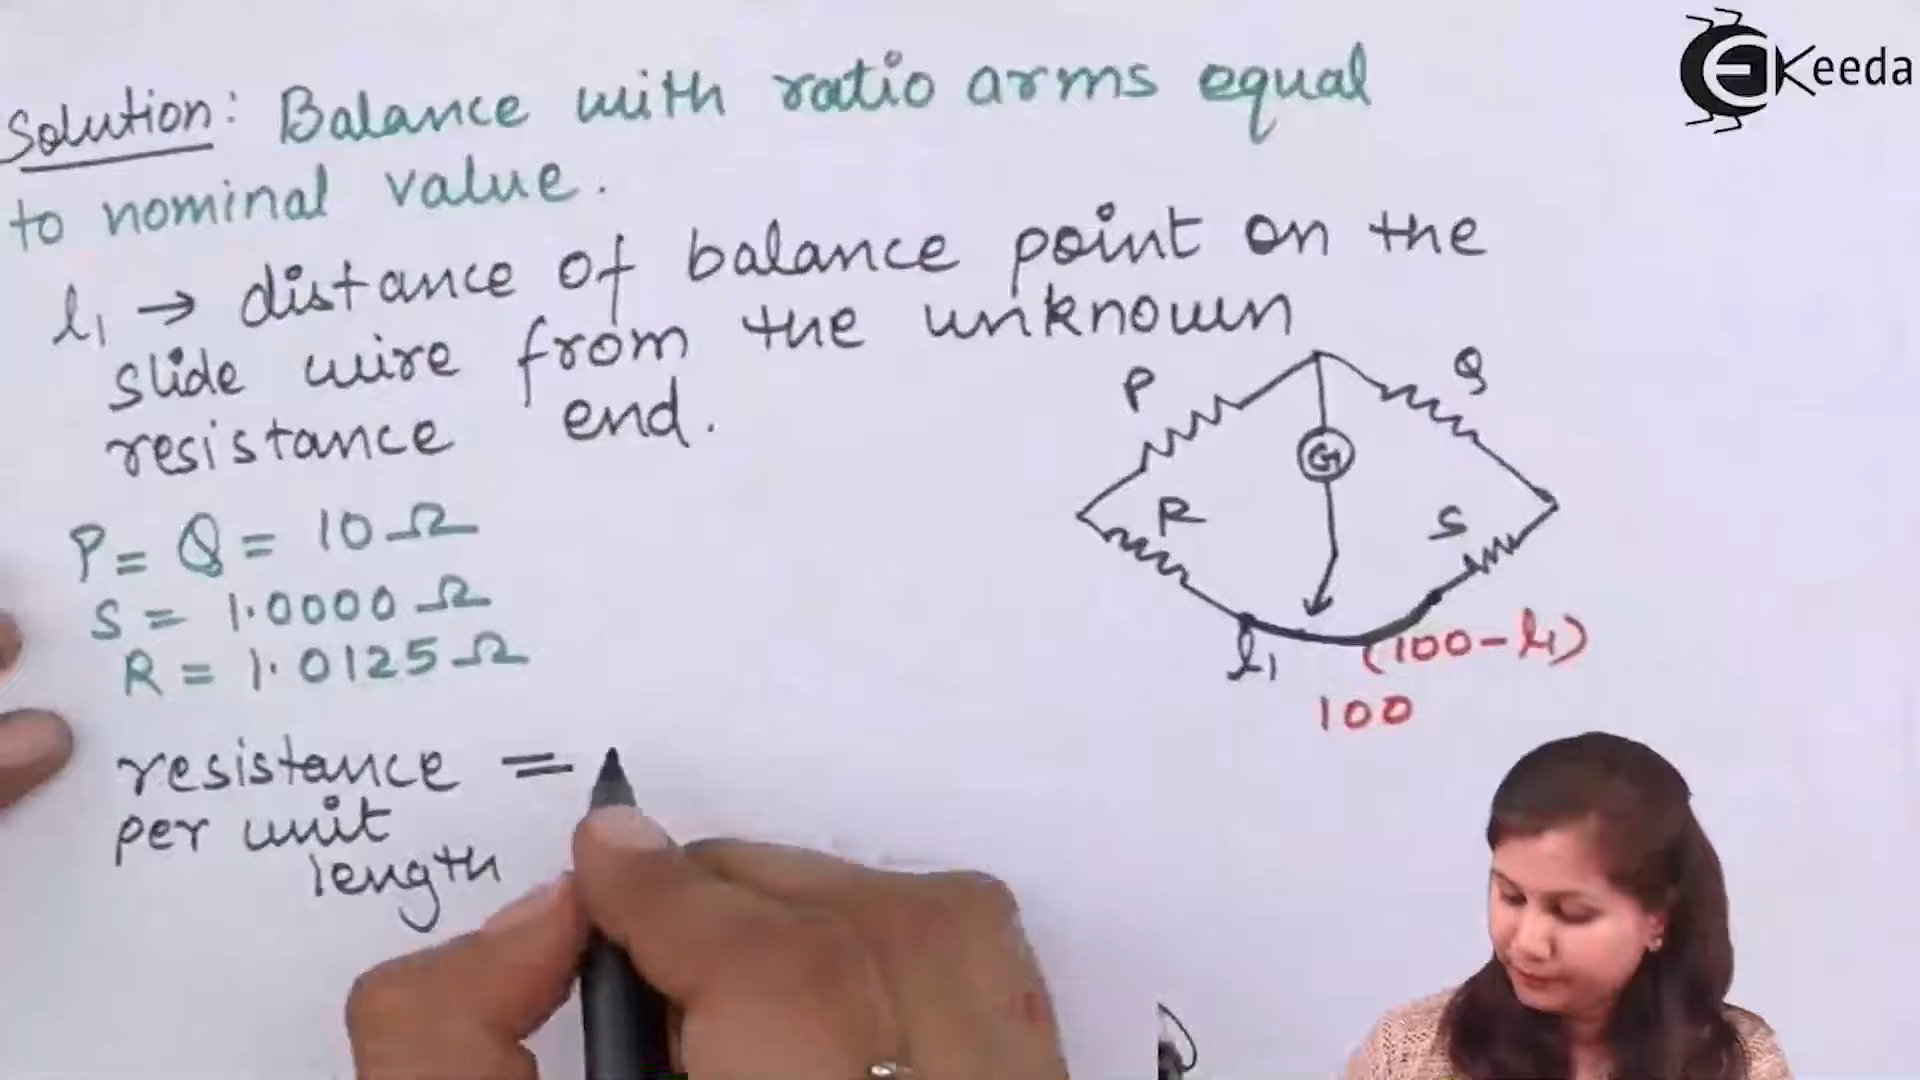 EKeeda
Solution: Balance with ratio arms equal
to nominal value.
l1 → distance of balance point on the
slide wire from the unknown
resistance end.
P = Q = 10 Ω
S = 1.0000 Ω
R = 1.0125 Ω
resistance =
per unit
length
P
Q
G
R
S
l1
(100-l1)
100